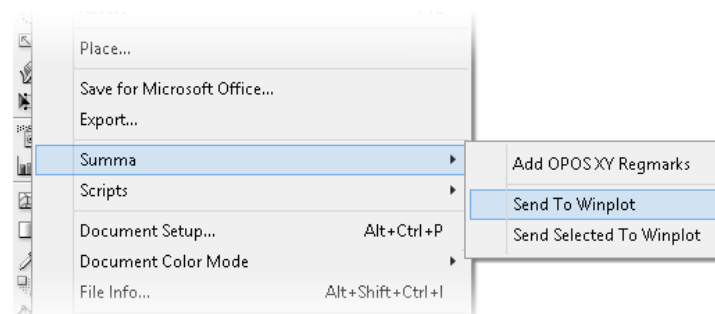 Place...
Save for Microsoft Office...
Export...
Summa
Add OPOS XY Regmarks
Scripts
Send To Winplot
Document Setup... Alt+Ctrl+P
Send Selected To Winplot
Document Color Mode
File Info... Alt+Shift+Ctrl+I